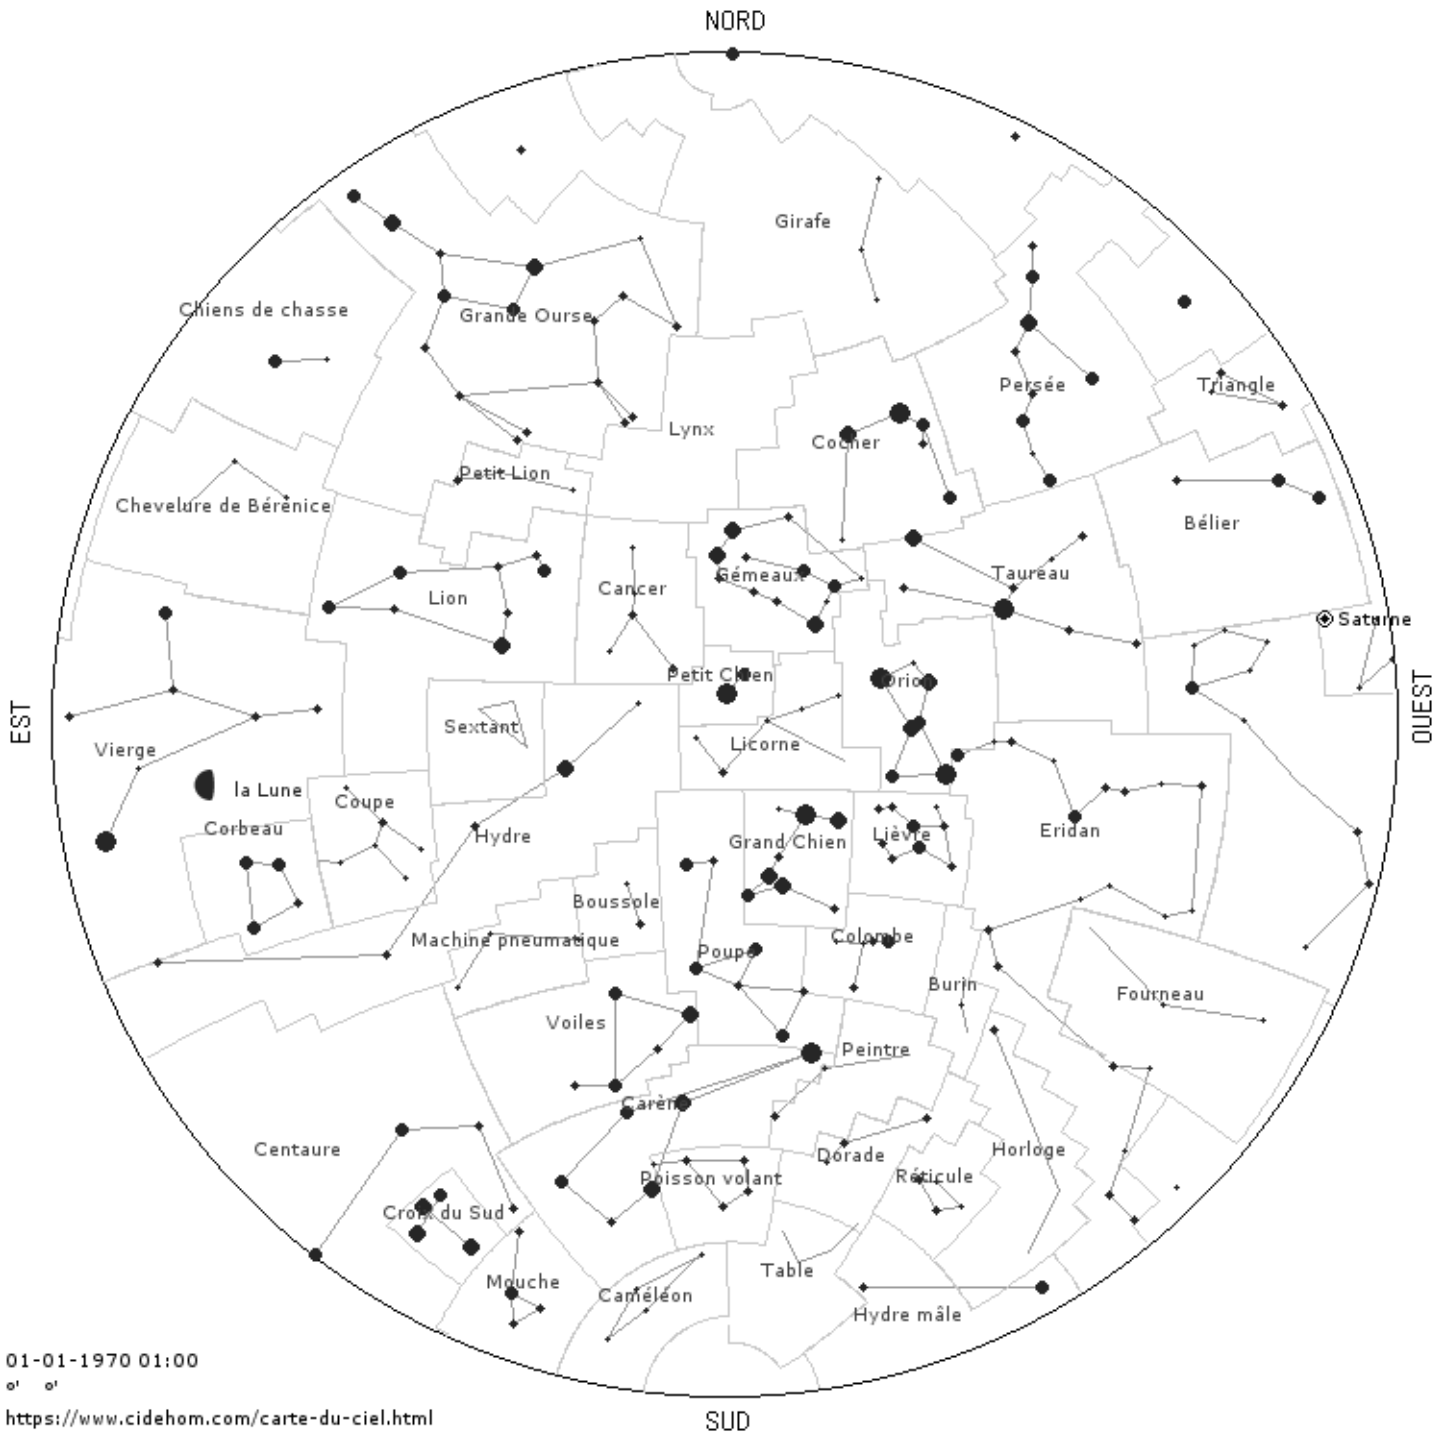 NORD
Girafe
Chiens de chasse
Grande Ourse
Persée
Triangle
Lynx
Cocher
Petit Lion
Chevelure de Bérénice
Bélier
Gémeaux
Taureau
Cancer
Lion
Saturne
Petit Chien
Orion
EST
OUEST
Sextant
Licorne
Vierge
la Lune
Coupe
Corbeau
Hydre
Grand Chien
Lièvre
Eridan
Boussole
Machine pneumatique
Poupe
Colombe
Burin
Fourneau
Voiles
Peintre
Carène
Centaure
Dorade
Horloge
Poisson volant
Réticule
Croix du Sud
Table
Mouche
Caméléon
Hydre mâle
01-01-1970 01:00
o' o'
https://www.cidehom.com/carte-du-ciel.html
SUD